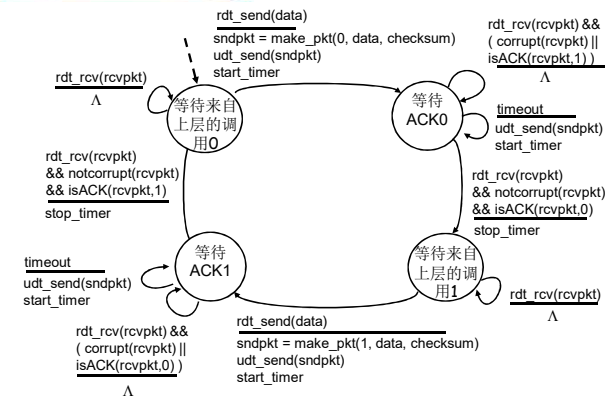 rdt_send(data)
sndpkt = make_pkt(0, data, checksum)
udt_send(sndpkt)
start_timer
rdt_rcv(rcvpkt) &&
( corrupt(rcvpkt) ||
isACK(rcvpkt,1) )
Λ
rdt_rcv(rcvpkt)
Λ
等待来自
上层的调
用0
等待
ACK0
timeout
udt_send(sndpkt)
start_timer
rdt_rcv(rcvpkt)
&& notcorrupt(rcvpkt)
&& isACK(rcvpkt,1)
stop_timer
rdt_rcv(rcvpkt)
&& notcorrupt(rcvpkt)
&& isACK(rcvpkt,0)
stop_timer
等待
ACK1
等待来自
上层的调
用1
timeout
udt_send(sndpkt)
start_timer
rdt_rcv(rcvpkt)
Λ
rdt_rcv(rcvpkt) &&
( corrupt(rcvpkt) ||
isACK(rcvpkt,0) )
Λ
rdt_send(data)
sndpkt = make_pkt(1, data, checksum)
udt_send(sndpkt)
start_timer